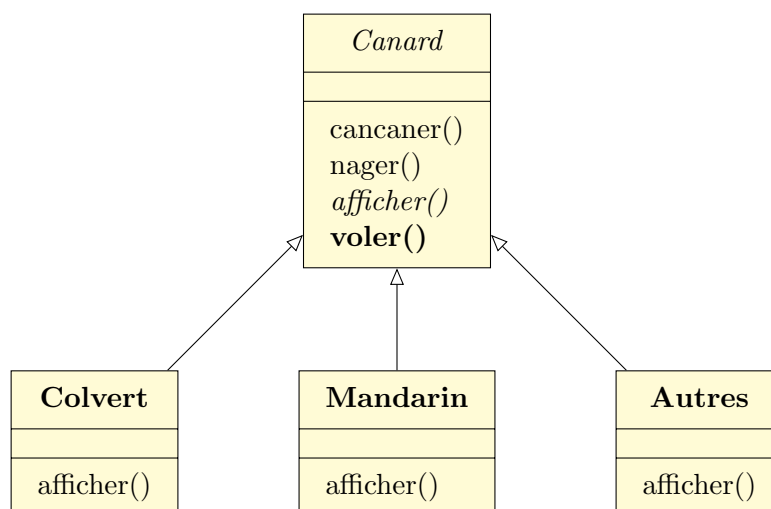 Canard
cancaner()
nager()
afficher()
voler()
Colvert
Mandarin
Autres
afficher()
afficher()
afficher()